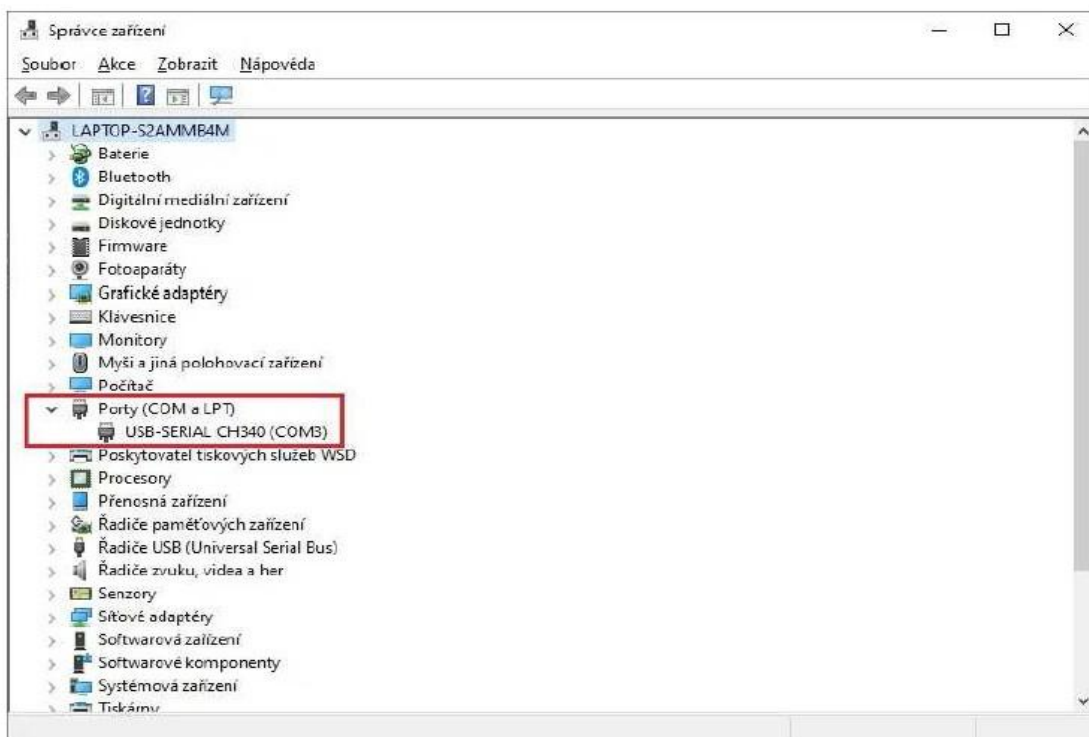 Správce zařízení
Soubor Akce Zobrazit Nápověda
LAPTOP-S2AMMB4M
Baterie
Bluetooth
Digitální mediální zařízení
Diskové jednotky
Firmware
Fotoaparáty
Grafické adaptéry
Klávesnice
Monitory
Myši a jiná polohovací zařízení
Počítač
Porty (COM a LPT)
USB-SERIAL CH340 (COM3)
Poskytovatel tiskových služeb WSD
Procesory
Přenosná zařízení
Řadiče paměťových zařízení
Řadiče USB (Universal Serial Bus)
Řadiče zvuku, videa a her
Senzory
Síťové adaptéry
Softwarová zařízení
Softwarové komponenty
Systémová zařízení
Tiskárny